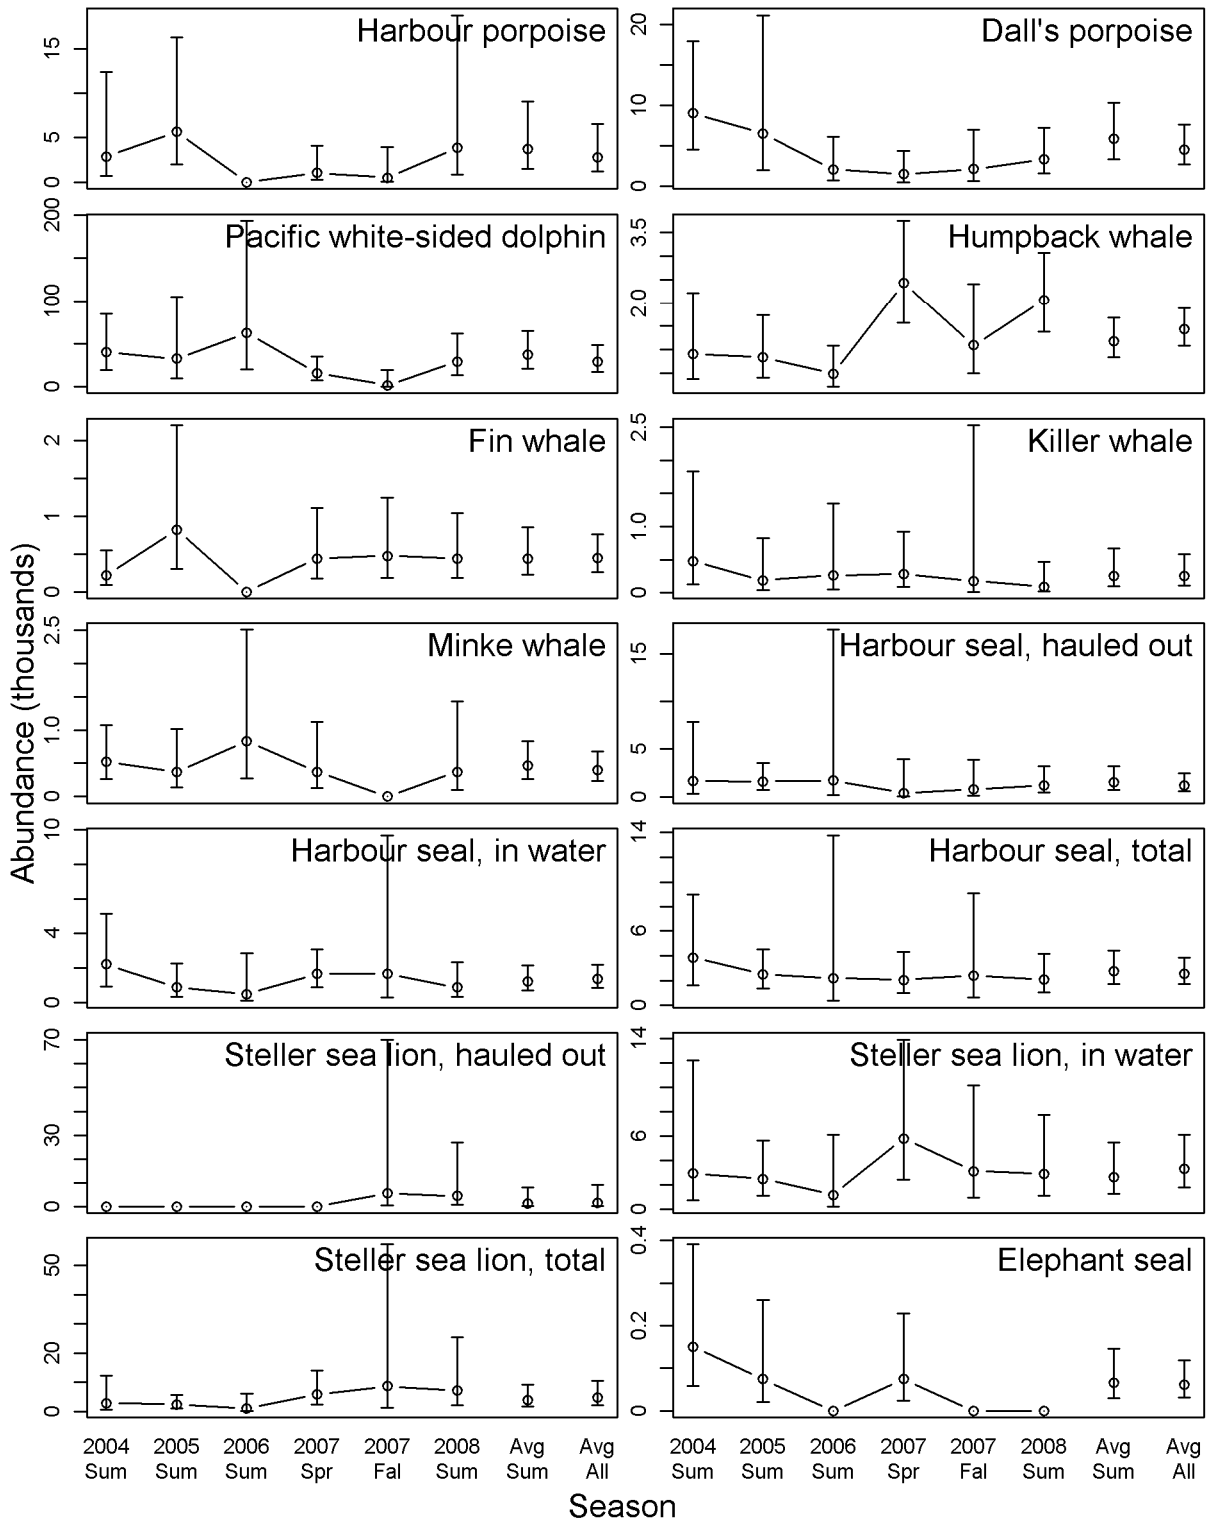 Harbour porpoise
15
5
0
Dall's porpoise
20
10
0
Pacific white-sided dolphin
200
100
0
Humpback whale
3.5
2.0
Fin whale
2
1
0
Killer whale
2.5
1.0
0
Minke whale
2.5
1.0
0
Harbour seal, hauled out
15
5
0
Harbour seal, in water
10
4
0
Harbour seal, total
14
6
0
Steller sea lion, hauled out
70
30
0
Steller sea lion, in water
14
6
0
Steller sea lion, total
50
20
0
Elephant seal
0.4
0.2
0
Abundance (thousands)
2004 2005 2006 2007 2007 2008 Avg Avg
Sum Sum Sum Spr Fal Sum Sum All
2004 2005 2006 2007 2007 2008 Avg Avg
Sum Sum Sum Spr Fal Sum Sum All
Season